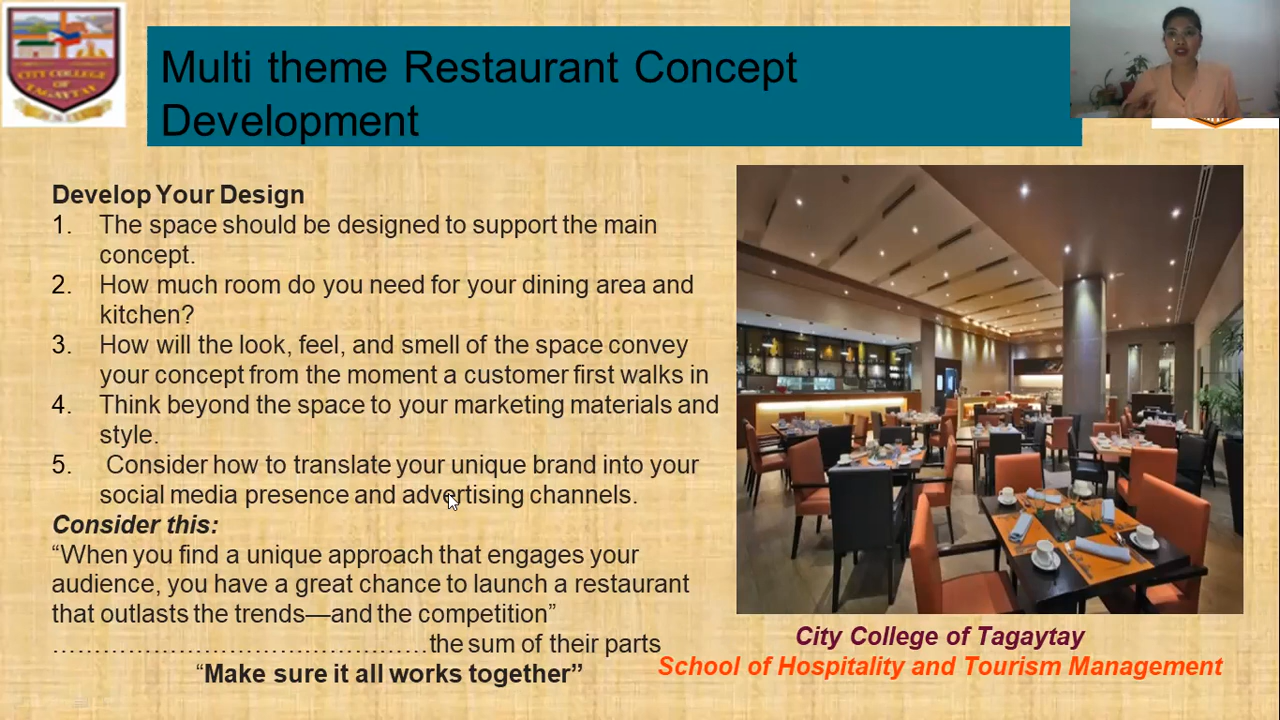 CITY COLLEGE
OF
TAGAYTAY
Multi theme Restaurant Concept
Development
Develop Your Design
1. The space should be designed to support the main
concept.
2. How much room do you need for your dining area and
kitchen?
3. How will the look, feel, and smell of the space convey
your concept from the moment a customer first walks in
4. Think beyond the space to your marketing materials and
style.
5. Consider how to translate your unique brand into your
social media presence and advertising channels.
Consider this:
“When you find a unique approach that engages your
audience, you have a great chance to launch a restaurant
that outlasts the trends—and the competition”
……………………………………the sum of their parts
“Make sure it all works together”
City College of Tagaytay
School of Hospitality and Tourism Management